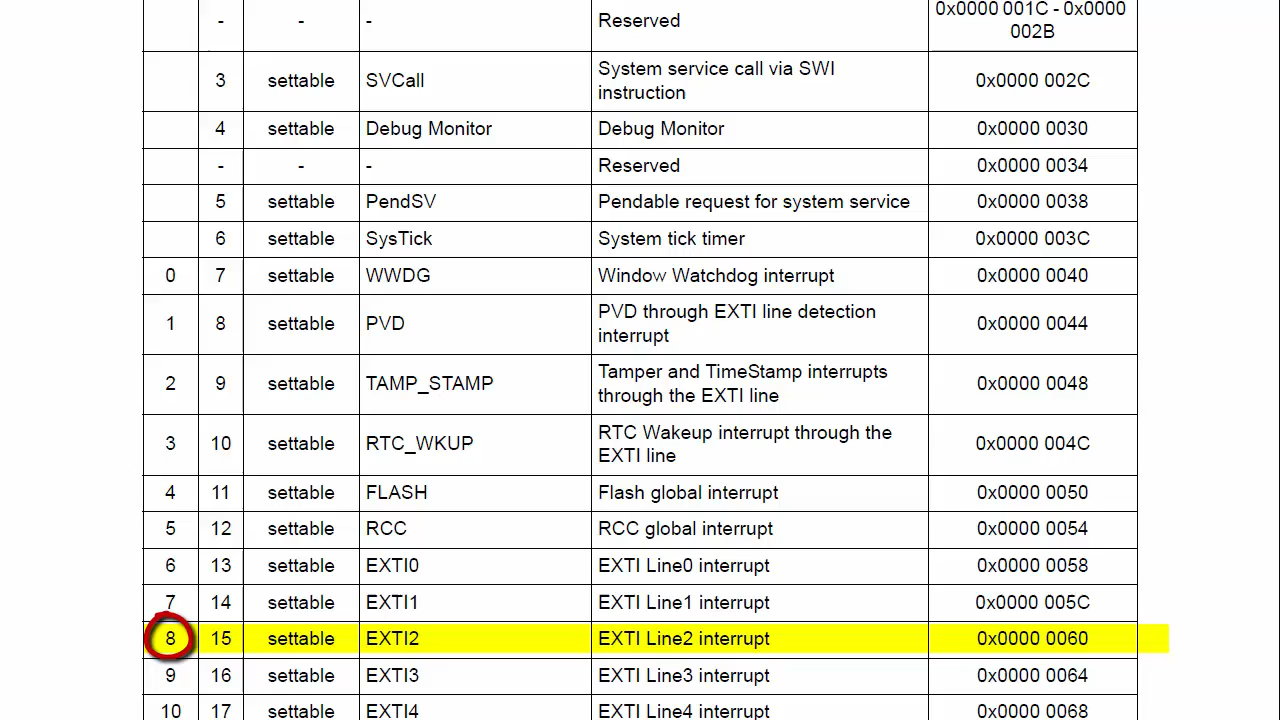 - - - Reserved 0x0000 001C - 0x0000
002B
3 settable SVCall System service call via SWI 0x0000 002C
instruction
4 settable Debug Monitor Debug Monitor 0x0000 0030
- - - Reserved 0x0000 0034
5 settable PendSV Pendable request for system service 0x0000 0038
6 settable SysTick System tick timer 0x0000 003C
0 7 settable WWDG Window Watchdog interrupt 0x0000 0040
1 8 settable PVD PVD through EXTI line detection 0x0000 0044
interrupt
2 9 settable TAMP_STAMP Tamper and TimeStamp interrupts 0x0000 0048
through the EXTI line
3 10 settable RTC_WKUP RTC Wakeup interrupt through the 0x0000 004C
EXTI line
4 11 settable FLASH Flash global interrupt 0x0000 0050
5 12 settable RCC RCC global interrupt 0x0000 0054
6 13 settable EXTI0 EXTI Line0 interrupt 0x0000 0058
7 14 settable EXTI1 EXTI Line1 interrupt 0x0000 005C
8 15 settable EXTI2 EXTI Line2 interrupt 0x0000 0060
9 16 settable EXTI3 EXTI Line3 interrupt 0x0000 0064
10 17 settable EXTI4 EXTI Line4 interrupt 0x0000 0068